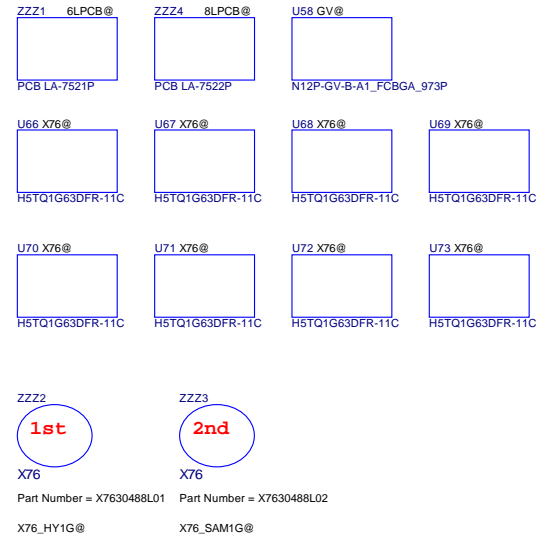 ZZZ1 6LPCB@ ZZZ4 8LPCB@ U58 GV@
PCB LA-7521P PCB LA-7522P N12P-GV-B-A1_FCBGA_973P
U66 X76@ U67 X76@ U68 X76@ U69 X76@
H5TQ1G63DFR-11C H5TQ1G63DFR-11C H5TQ1G63DFR-11C H5TQ1G63DFR-11C
U70 X76@ U71 X76@ U72 X76@ U73 X76@
H5TQ1G63DFR-11C H5TQ1G63DFR-11C H5TQ1G63DFR-11C H5TQ1G63DFR-11C
ZZZ2 ZZZ3
1st 2nd
X76 X76
Part Number = X7630488L01 Part Number = X7630488L02
X76_HY1G@ X76_SAM1G@